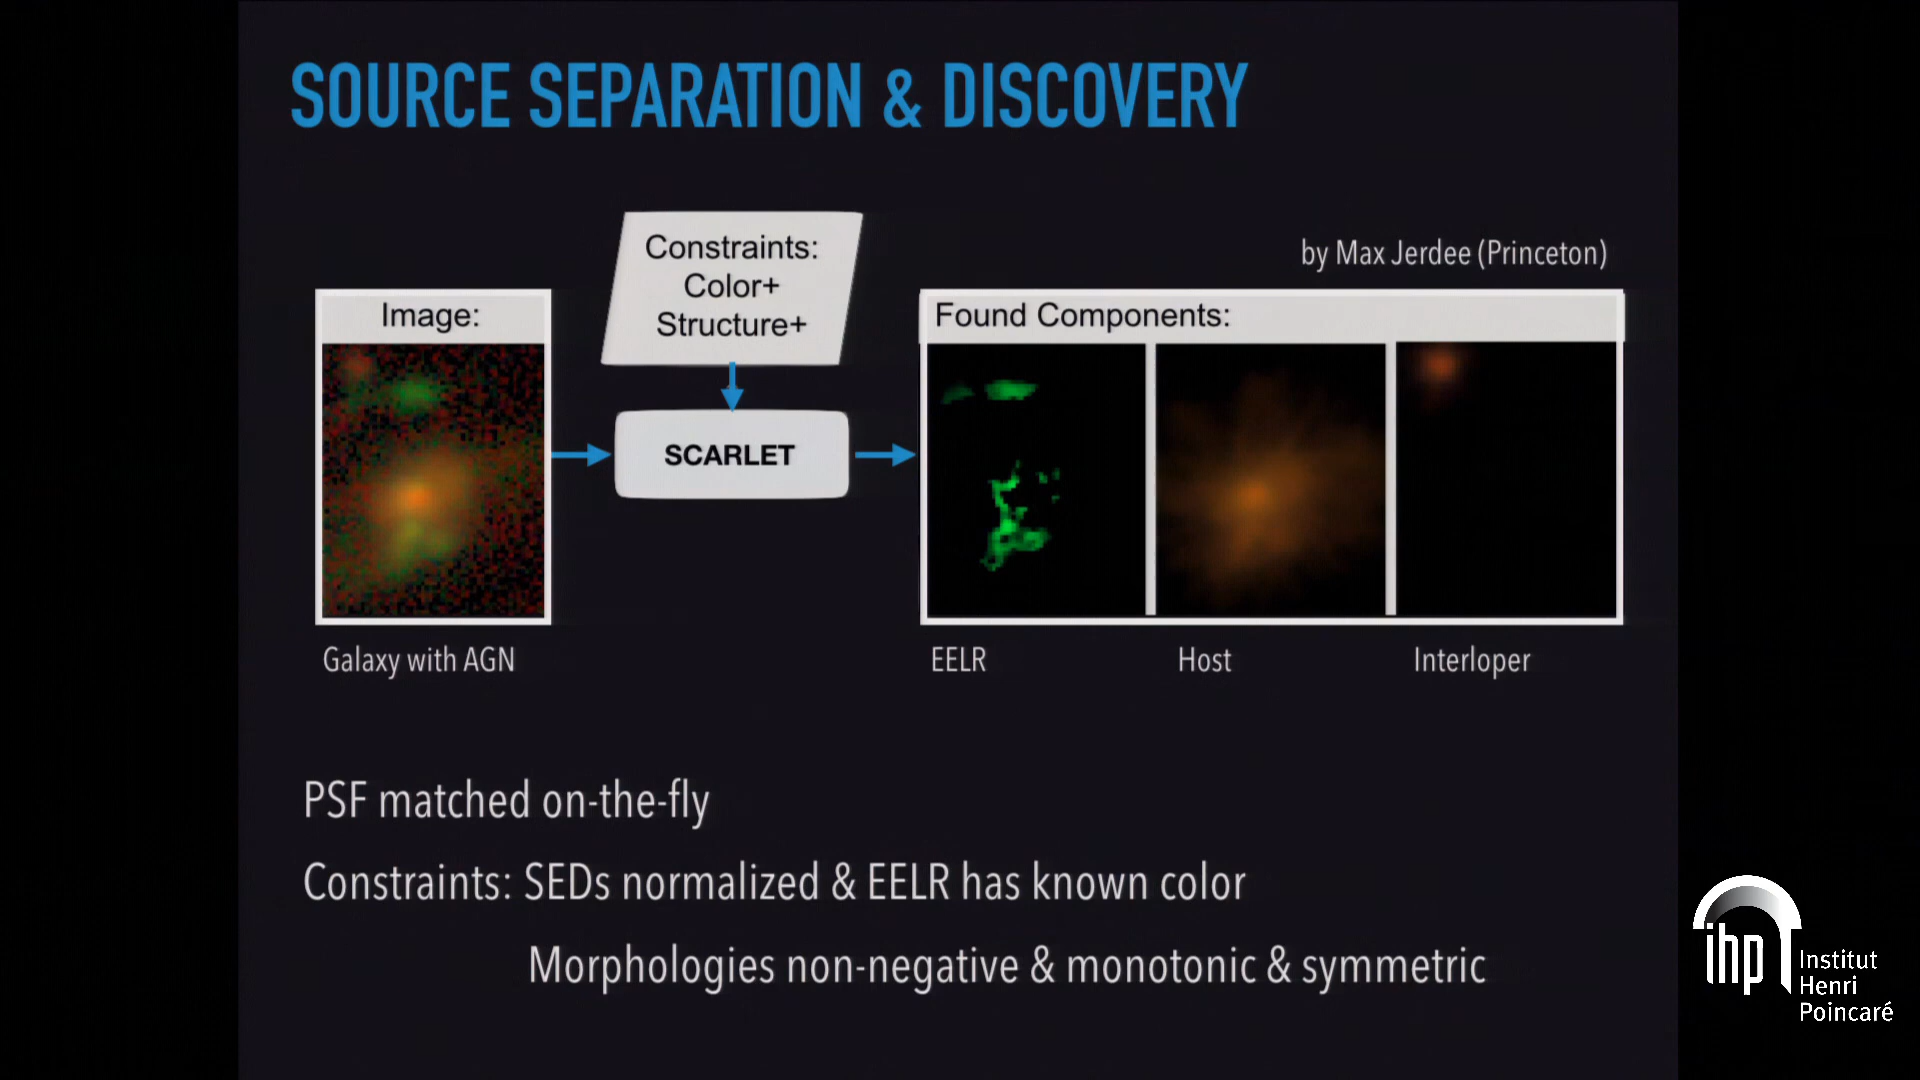 SOURCE SEPARATION & DISCOVERY
Constraints:
Color+
Structure+
by Max Jerdee (Princeton)
Image:
Found Components:
SCARLET
Galaxy with AGN
EELR
Host
Interloper
PSF matched on-the-fly
Constraints: SEDs normalized & EELR has known color
Morphologies non-negative & monotonic & symmetric
ihp
Institut
Henri
Poincaré